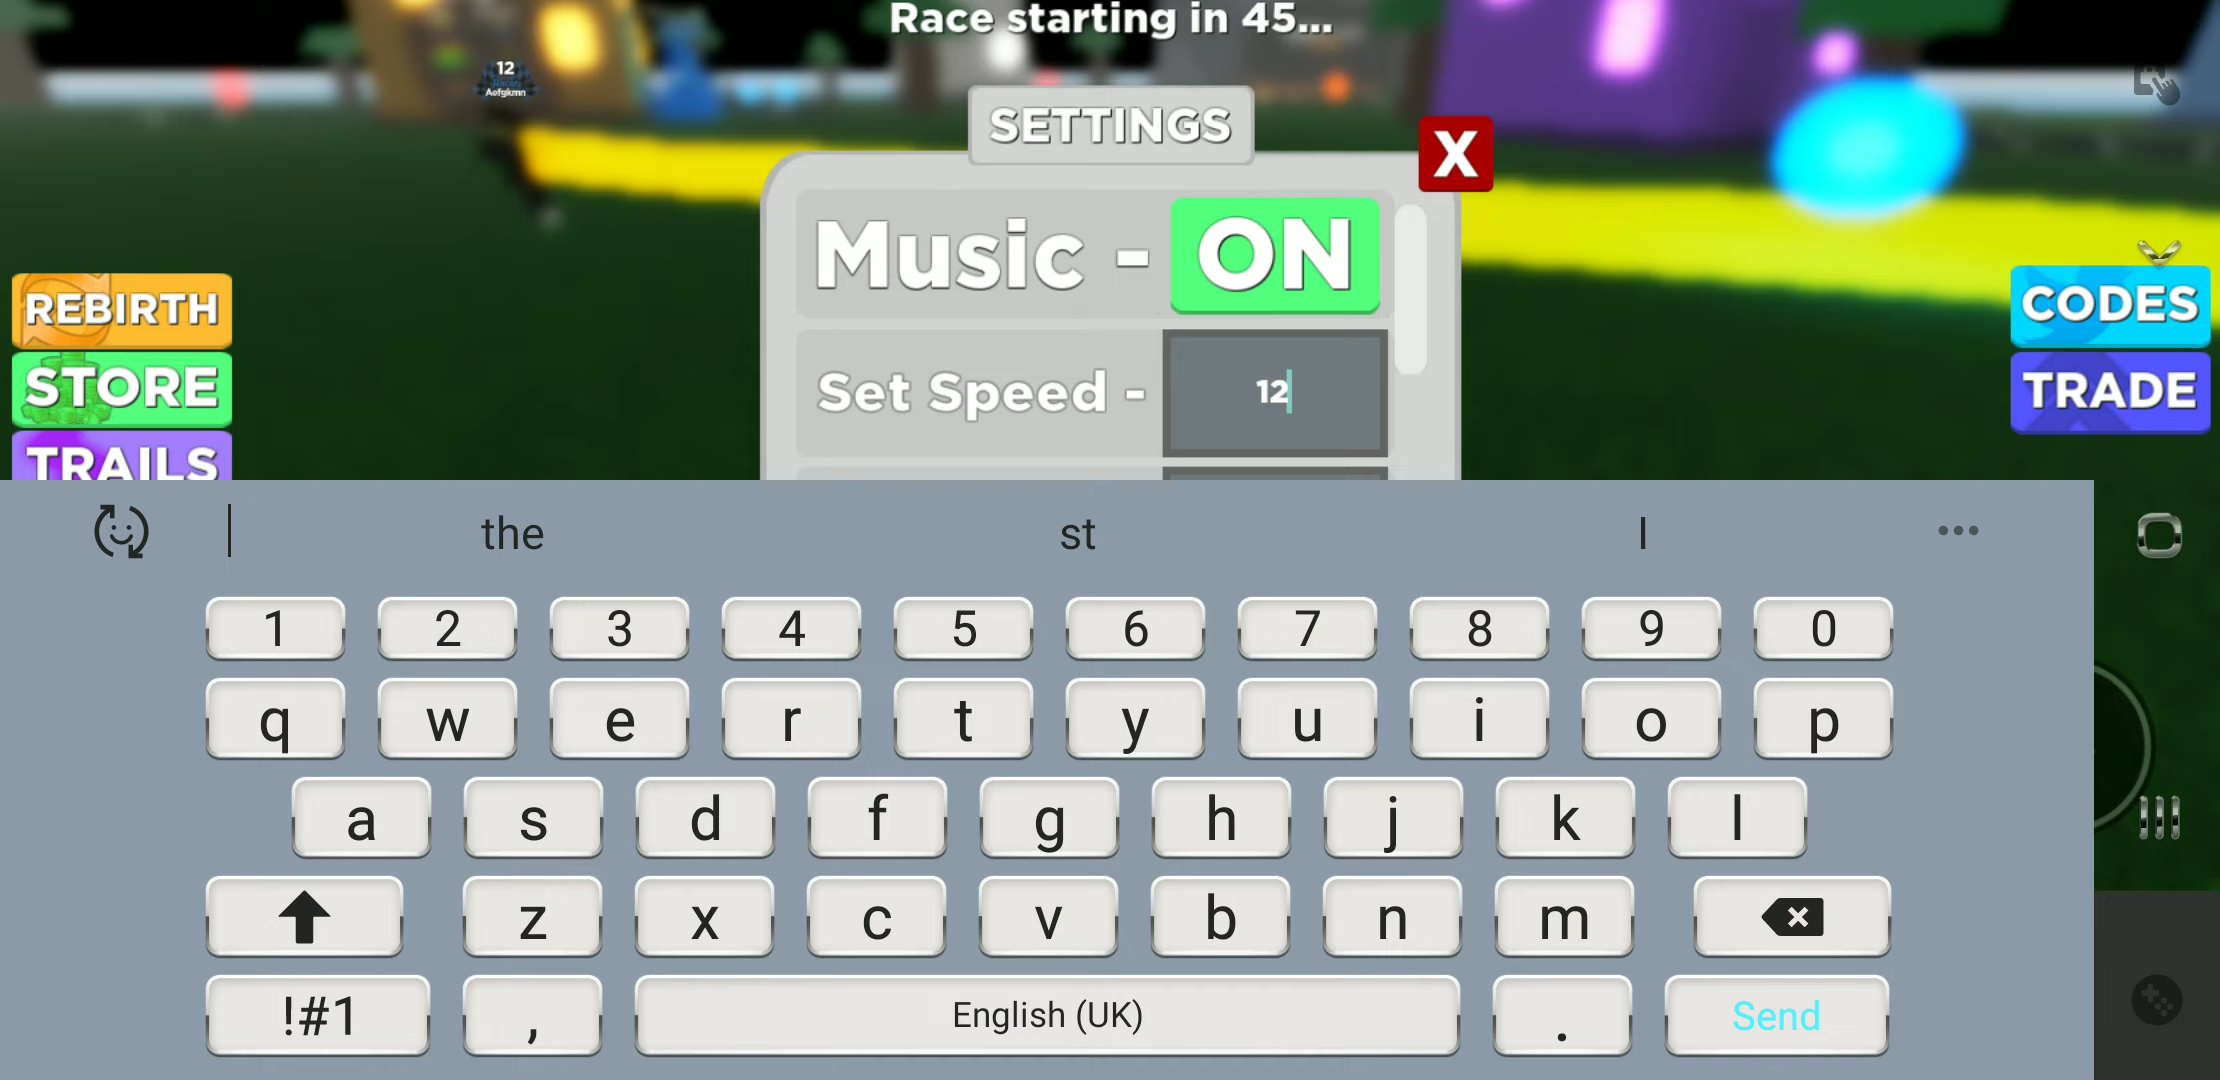 Race starting in 45...
12
Aofgkmn
SETTINGS
X
Music - ON
Set Speed - 12
REBIRTH
STORE
TRAILS
CODES
TRADE
the st I
1 2 3 4 5 6 7 8 9 0
q w e r t y u i o p
a s d f g h j k l
z x c v b n m
!#1 , English (UK) . Send